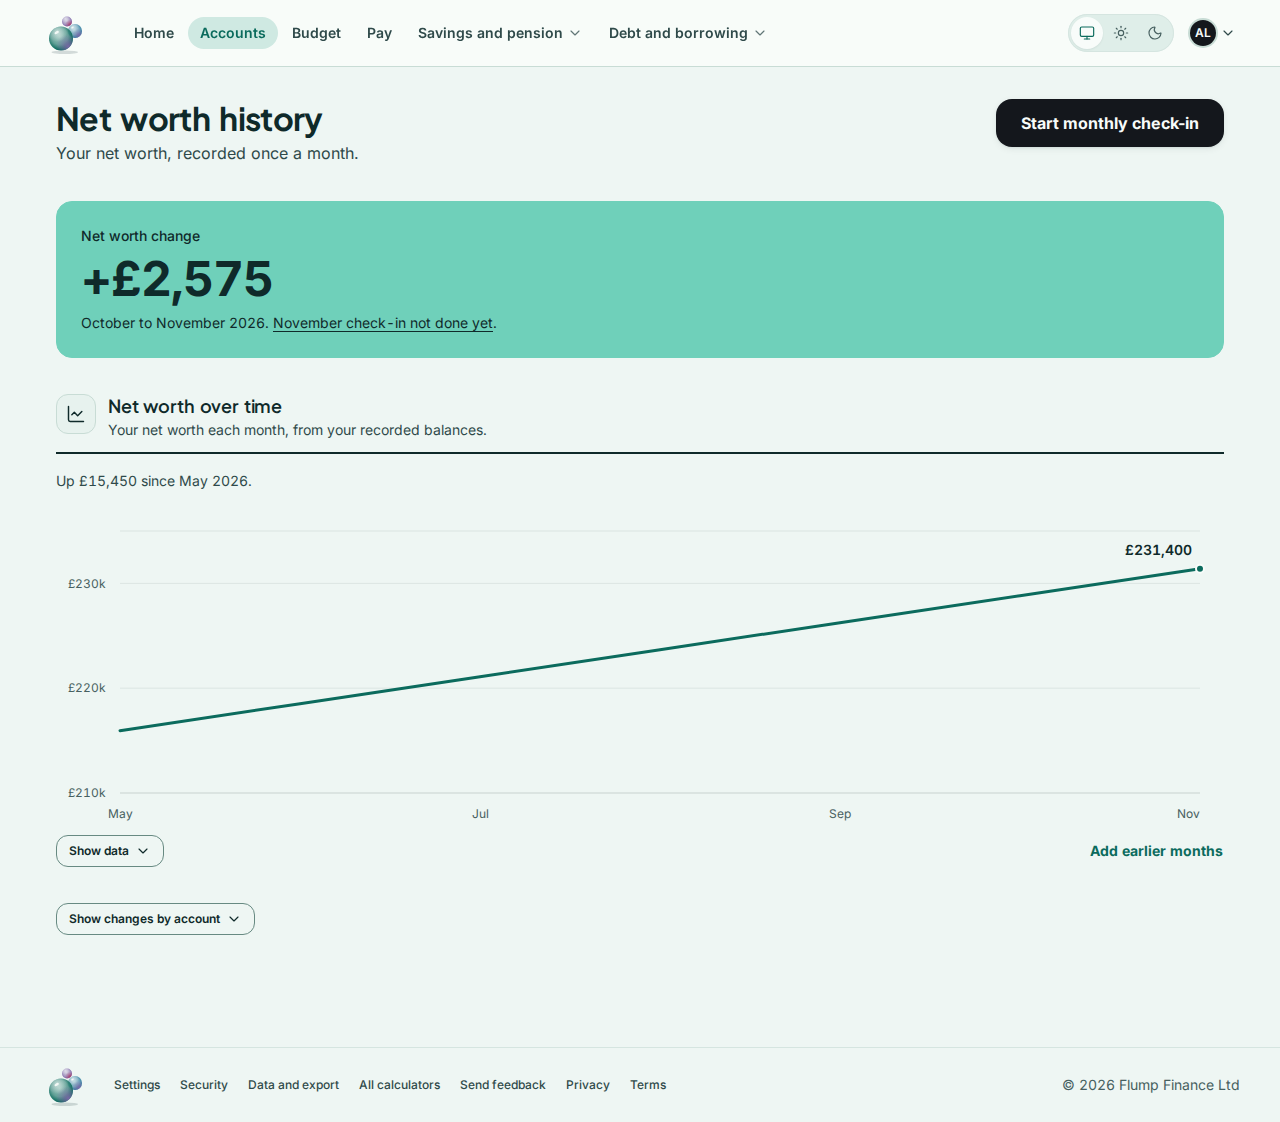 Home
Accounts
Budget
Pay
Savings and pension
Debt and borrowing
AL
Net worth history
Your net worth, recorded once a month.
Start monthly check-in
Net worth change
+£2,575
October to November 2026. November check-in not done yet.
Net worth over time
Your net worth each month, from your recorded balances.
Up £15,450 since May 2026.
£231,400
£230k
£220k
£210k
May
Jul
Sep
Nov
Show data
Add earlier months
Show changes by account
Settings
Security
Data and export
All calculators
Send feedback
Privacy
Terms
© 2026 Flump Finance Ltd